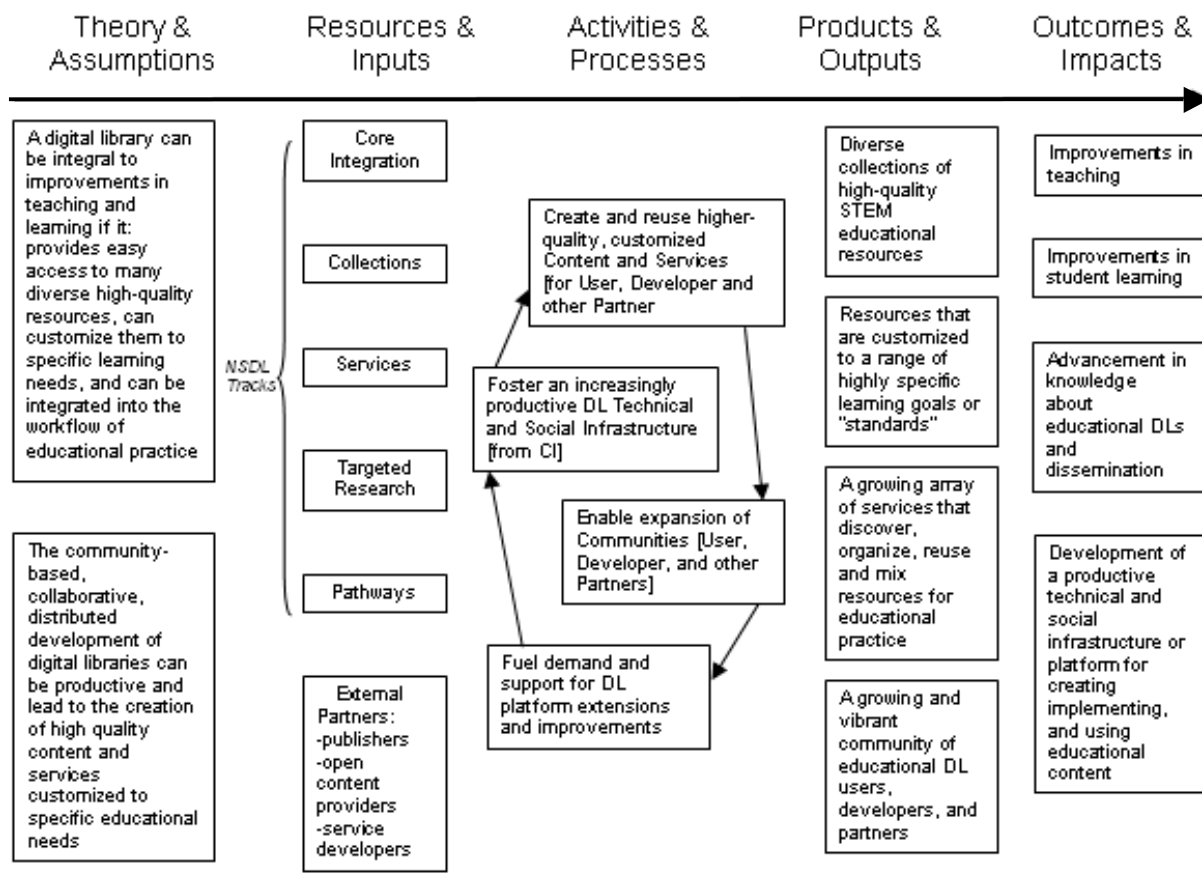 Theory &
Assumptions
Resources &
Inputs
Activities &
Processes
Products &
Outputs
Outcomes &
Impacts
A digital library can
be integral to
improvements in
teaching and
learning if it:
provides easy
access to many
diverse high-quality
resources, can
customize them to
specific learning
needs, and can be
integrated into the
workflow of
educational practice
The community-
based,
collaborative,
distributed
development of
digital libraries can
be productive and
lead to the creation
of high quality
content and
services
customized to
specific educational
needs
NSDL
Tracks
Core
Integration
Collections
Services
Targeted
Research
Pathways
External
Partners:
-publishers
-open
content
providers
-service
developers
Create and reuse higher-
quality, customized
Content and Services
[for User, Developer and
other Partner
Foster an increasingly
productive DL Technical
and Social Infrastructure
[from CI]
Enable expansion of
Communities [User,
Developer, and other
Partners]
Fuel demand and
support for DL
platform extensions
and improvements
Diverse
collections of
high-quality
STEM
educational
resources
Resources that
are customized
to a range of
highly specific
learning goals or
"standards"
A growing array
of services that
discover,
organize, reuse
and mix
resources for
educational
practice
A growing and
vibrant
community of
educational DL
users,
developers, and
partners
Improvements in
teaching
Improvements in
student learning
Advancement in
knowledge
about
educational DLs
and
dissemination
Development of
a productive
technical and
social
infrastructure or
platform for
creating
implementing,
and using
educational
content